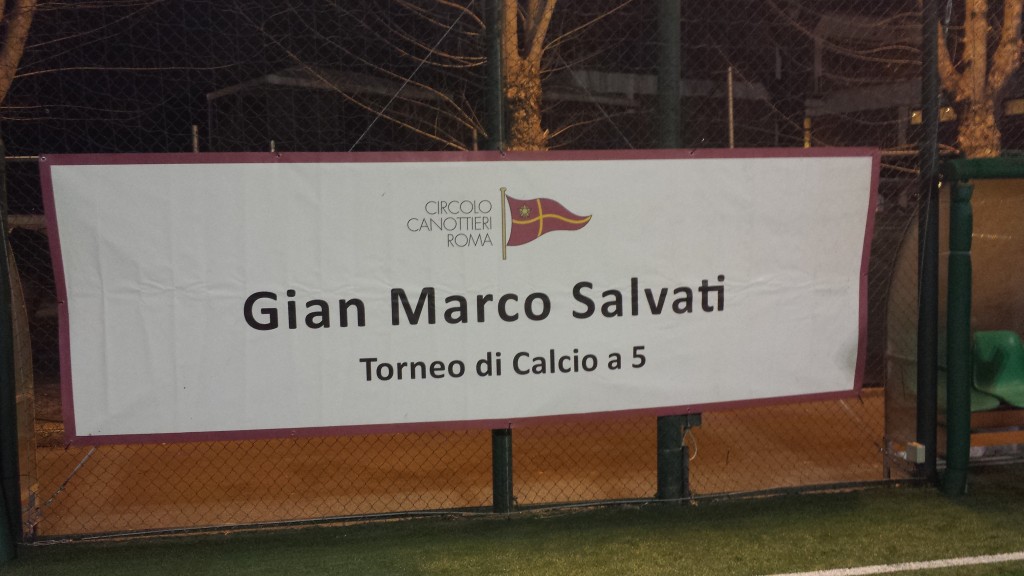 CIRCOLO
CANOTTIERI
ROMA
Gian Marco Salvati
Torneo di Calcio a 5